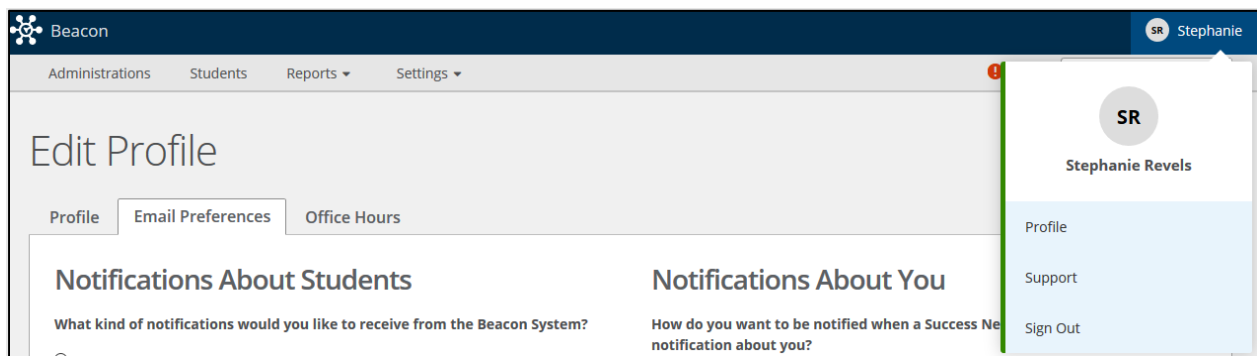 Beacon
SR Stephanie
Administrations Students Reports Settings
SR
Stephanie Revels
Profile
Support
Sign Out
Edit Profile
Profile Email Preferences Office Hours
Notifications About Students
What kind of notifications would you like to receive from the Beacon System?
Notifications About You
How do you want to be notified when a Success Ne
notification about you?